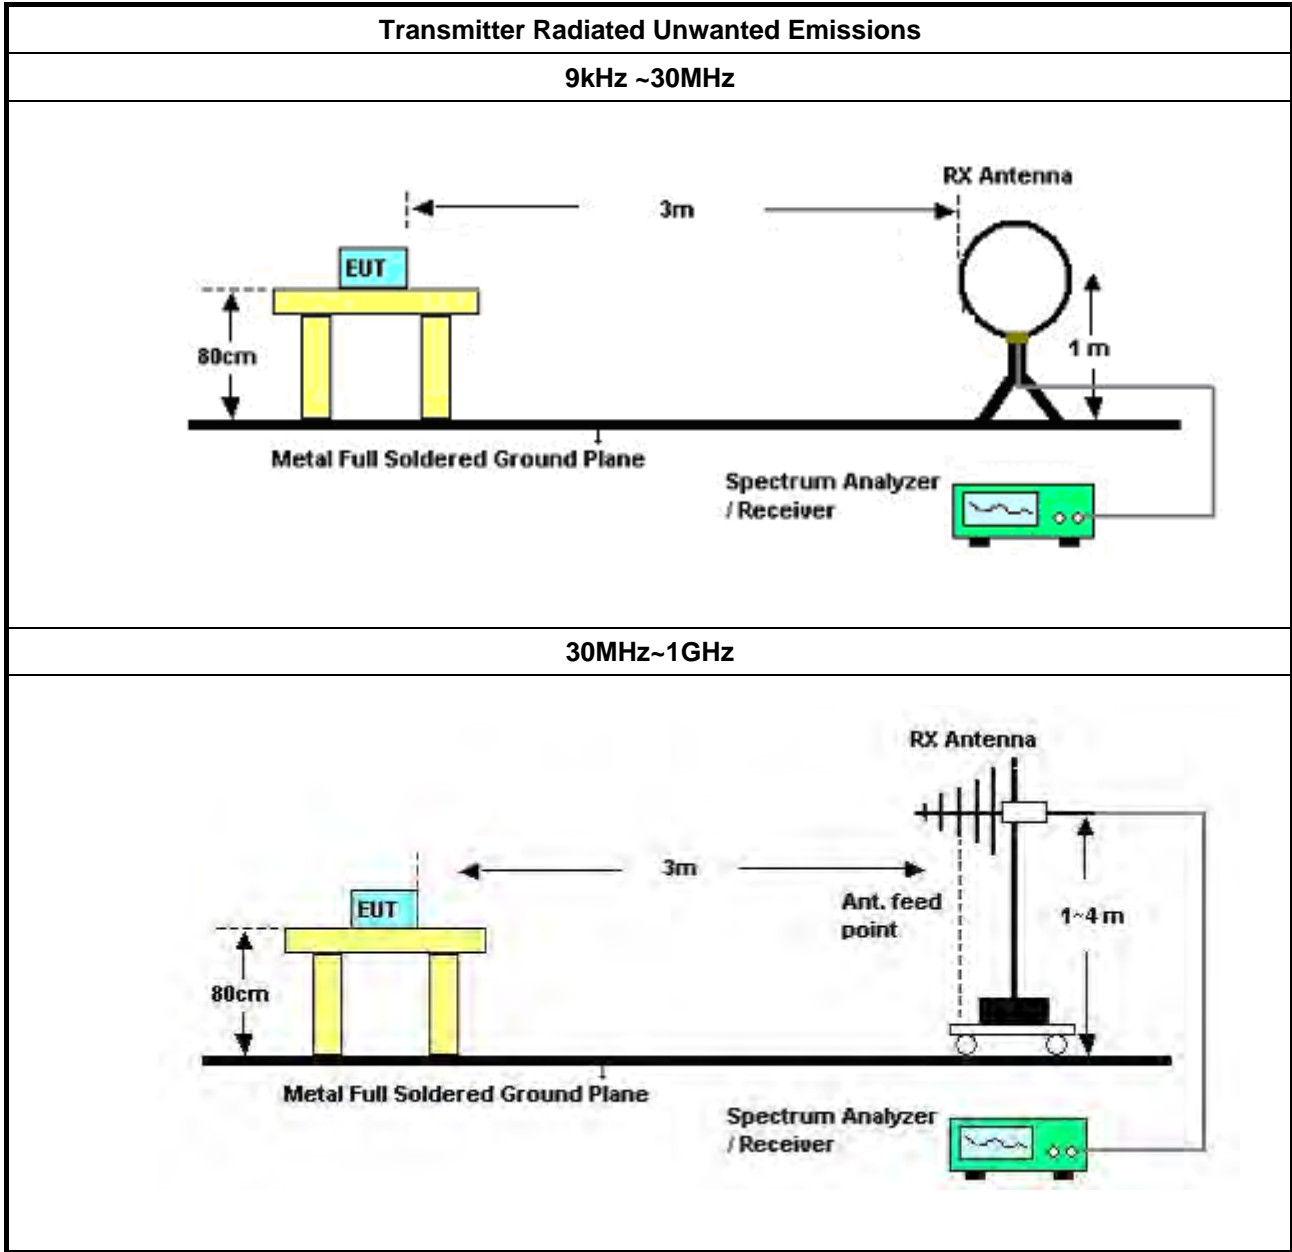 Transmitter Radiated Unwanted Emissions
9kHz ~30MHz
RX Antenna
3m
EUT
80cm
1 m
Metal Full Soldered Ground Plane
Spectrum Analyzer
/ Receiver
30MHz~1GHz
RX Antenna
3m
EUT
Ant. feed
point
1~4 m
80cm
Metal Full Soldered Ground Plane
Spectrum Analyzer
/ Receiver